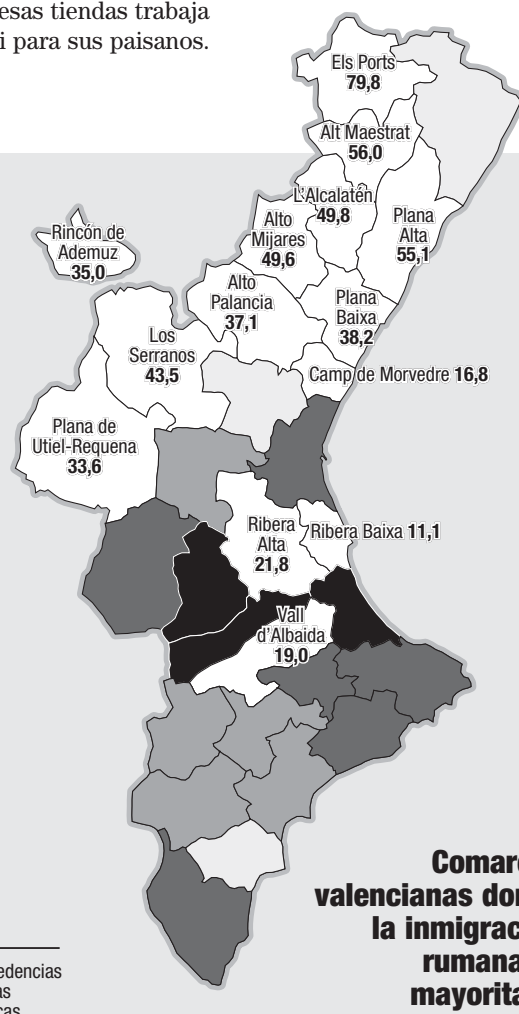 esas tiendas trabaja
i para sus paisanos.
Els Ports
79,8
Alt Maestrat
56,0
L'Alcalatén
49,8
Plana
Alta
55,1
Alto
Mijares
49,6
Rincón de
Ademuz
35,0
Alto
Palancia
37,1
Plana
Baixa
38,2
Los
Serranos
43,5
Camp de Morvedre 16,8
Plana de
Utiel-Requena
33,6
Ribera
Alta
21,8
Ribera Baixa 11,1
Vall
d'Albaida
19,0
Comar
valencianas do
la inmigrac
rumana
mayorita
edencias
as
cas